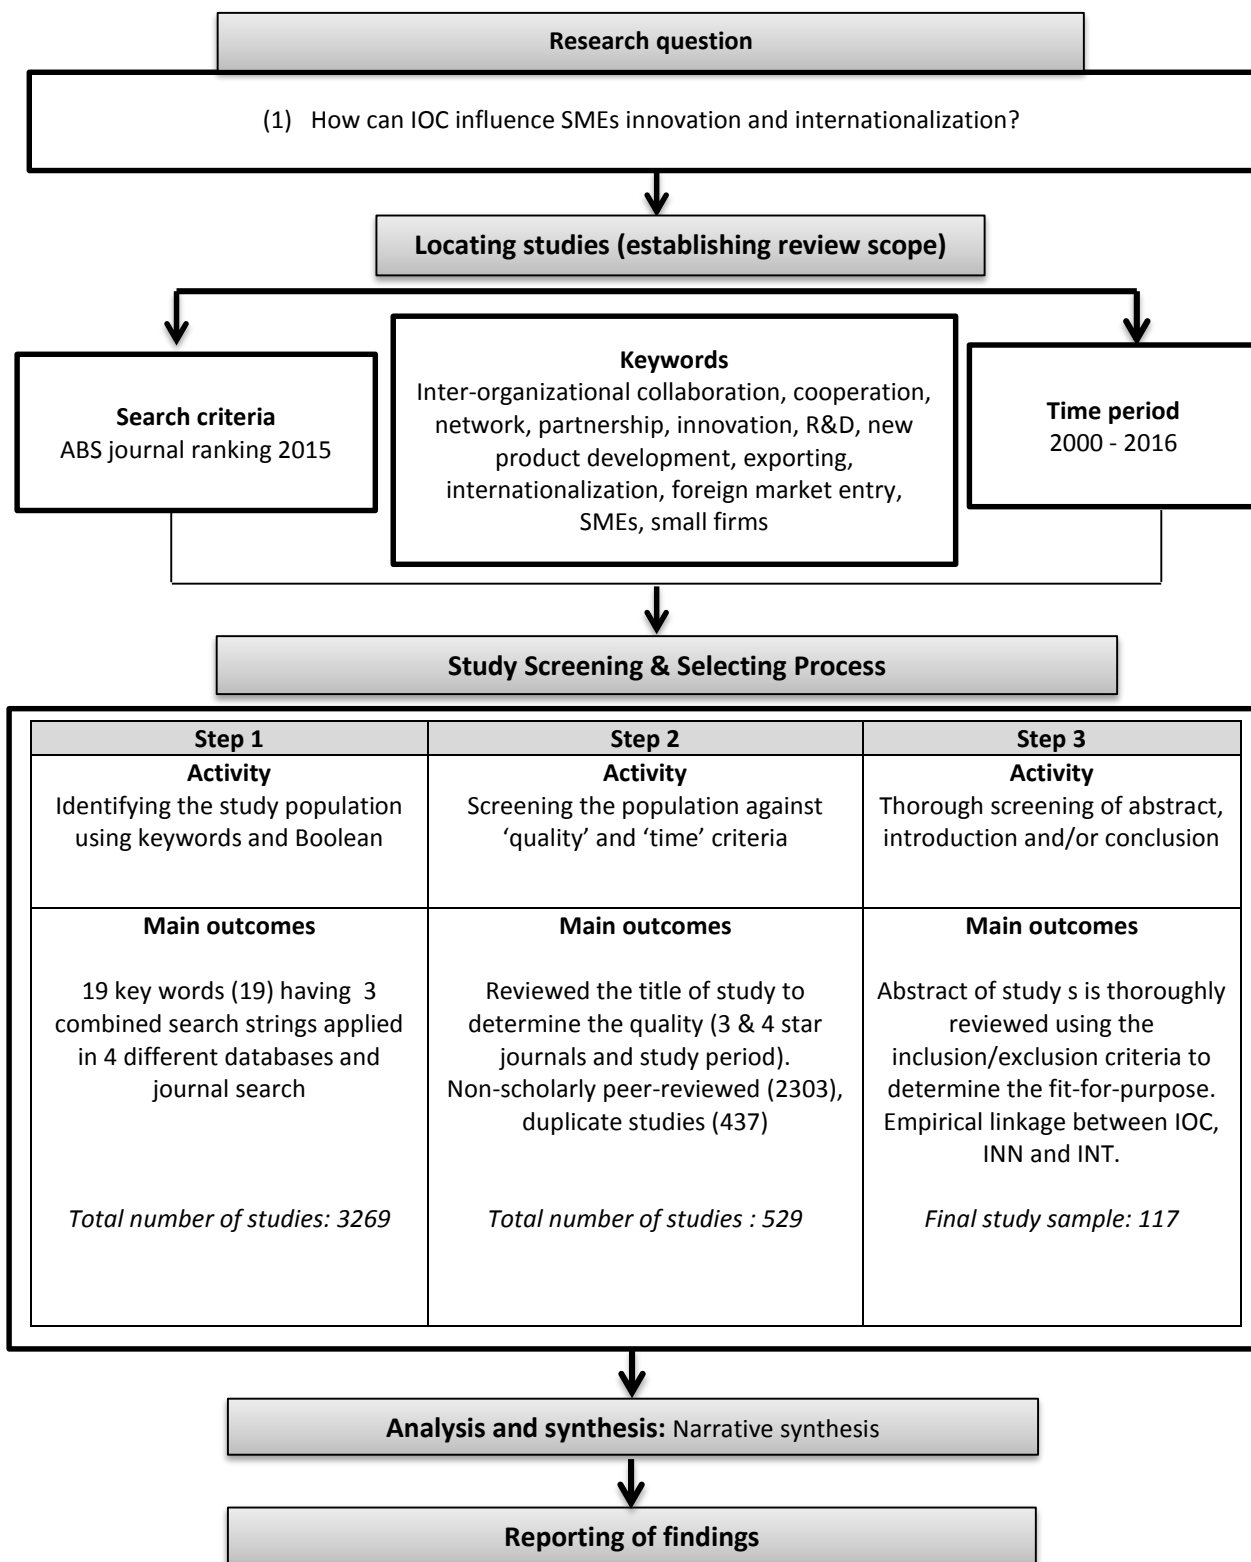 Research question
(1) How can IOC influence SMEs innovation and internationalization?
Locating studies (establishing review scope)
Search criteria
ABS journal ranking 2015
Keywords
Inter-organizational collaboration, cooperation,
network, partnership, innovation, R&D, new
product development, exporting,
internationalization, foreign market entry,
SMEs, small firms
Time period
2000 - 2016
Study Screening & Selecting Process
Step 1
Activity
Identifying the study population
using keywords and Boolean
Main outcomes
19 key words (19) having 3
combined search strings applied
in 4 different databases and
journal search
Total number of studies: 3269
Step 2
Activity
Screening the population against
‘quality’ and ‘time’ criteria
Main outcomes
Reviewed the title of study to
determine the quality (3 & 4 star
journals and study period).
Non-scholarly peer-reviewed (2303),
duplicate studies (437)
Total number of studies : 529
Step 3
Activity
Thorough screening of abstract,
introduction and/or conclusion
Main outcomes
Abstract of study s is thoroughly
reviewed using the
inclusion/exclusion criteria to
determine the fit-for-purpose.
Empirical linkage between IOC,
INN and INT.
Final study sample: 117
Analysis and synthesis: Narrative synthesis
Reporting of findings